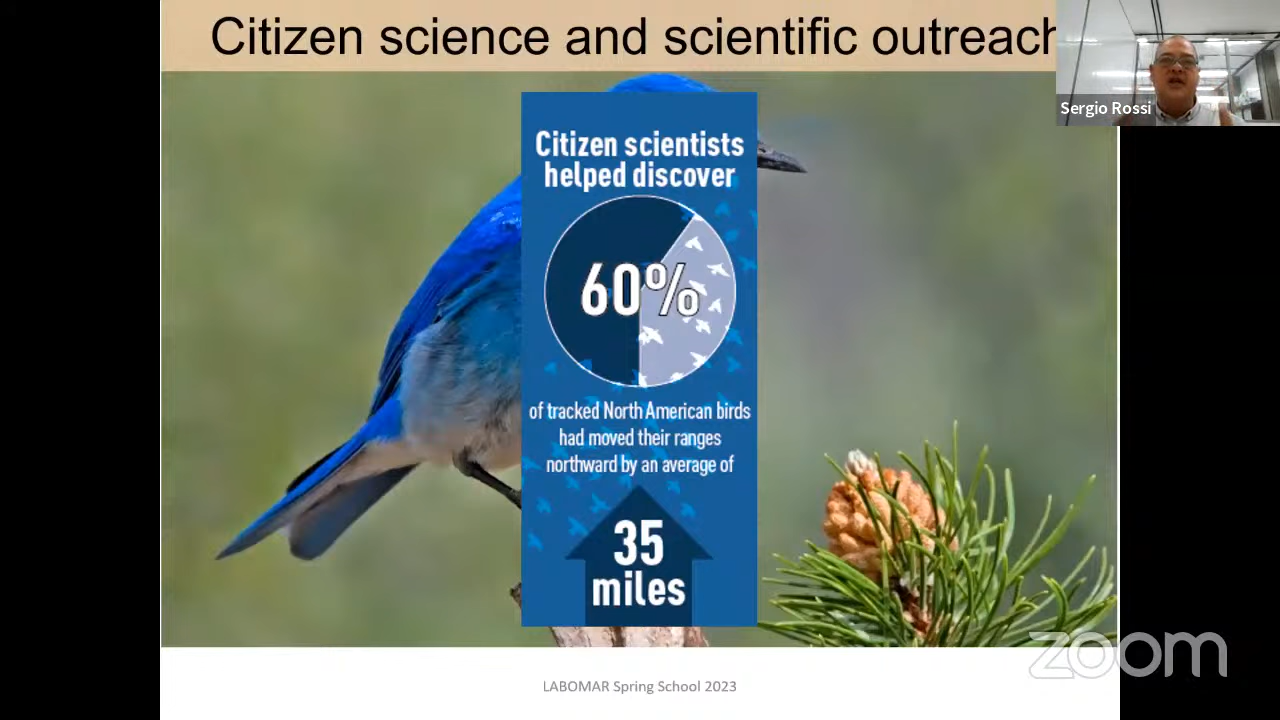 Citizen science and scientific outreach
Sergio Rossi
Citizen scientists
helped discover
60%
of tracked North American birds
had moved their ranges
northward by an average of
35
miles
zoom
LABOMAR Spring School 2023